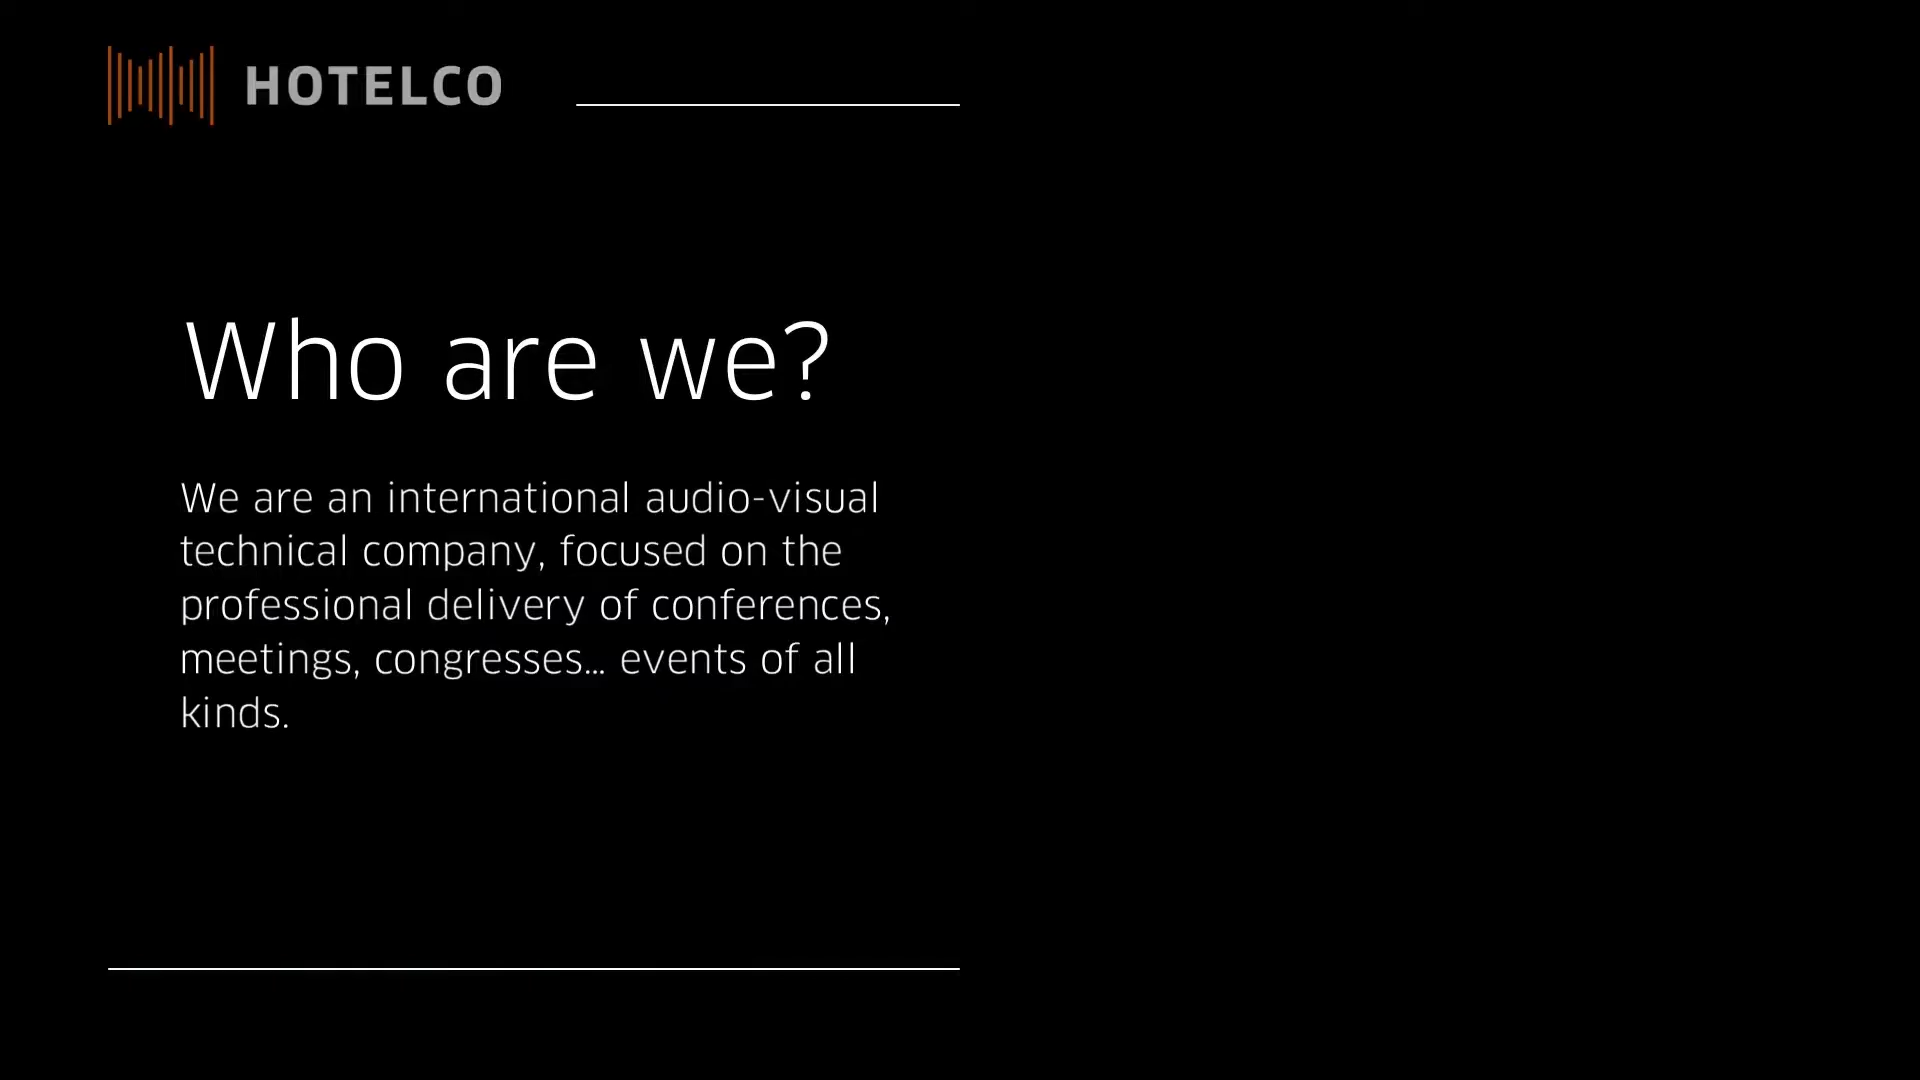 HOTELCO
Who are we?
We are an international audio-visual
technical company, focused on the
professional delivery of conferences,
meetings, congresses... events of all
kinds.